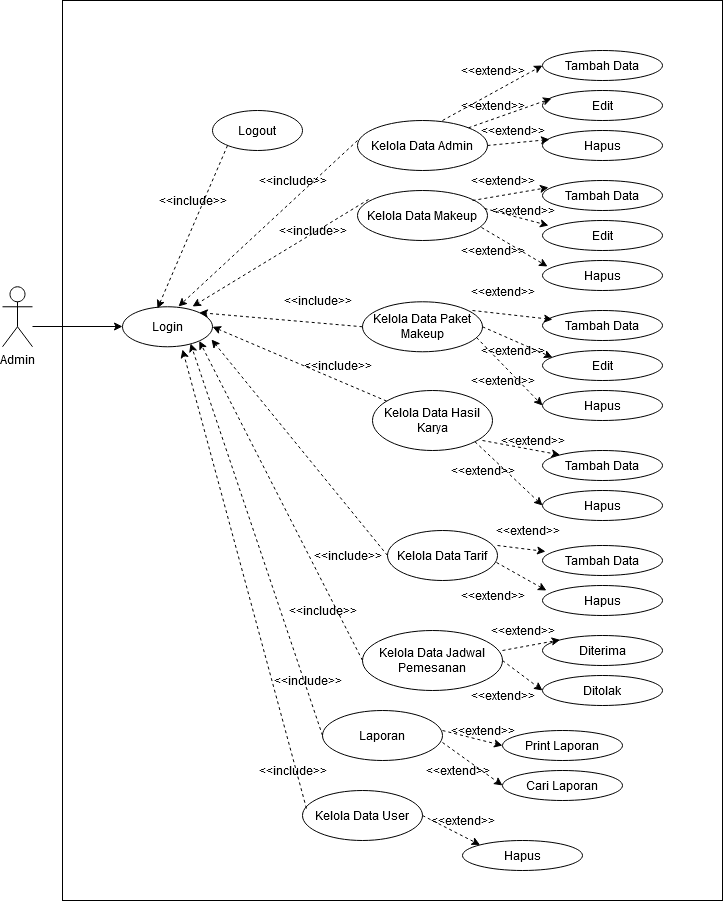 <<extend>>
Tambah Data
<<extend>>
Edit
Logout
Kelola Data Admin
<<extend>>
Hapus
<<include>>
<<include>>
<<extend>>
Tambah Data
Kelola Data Makeup
<<extend>>
Edit
<<include>>
<<extend>>
Hapus
Admin
Login
<<include>>
Kelola Data Paket
Makeup
<<extend>>
Tambah Data
<<extend>>
Edit
<<include>>
<<extend>>
Hapus
Kelola Data Hasil
Karya
<<extend>>
Tambah Data
<<extend>>
Hapus
<<include>>
Kelola Data Tarif
<<extend>>
Tambah Data
<<extend>>
Hapus
<<include>>
Kelola Data Jadwal
Pemesanan
<<extend>>
Diterima
<<extend>>
Ditolak
<<include>>
Laporan
<<extend>>
Print Laporan
<<extend>>
Cari Laporan
<<include>>
Kelola Data User
<<extend>>
Hapus